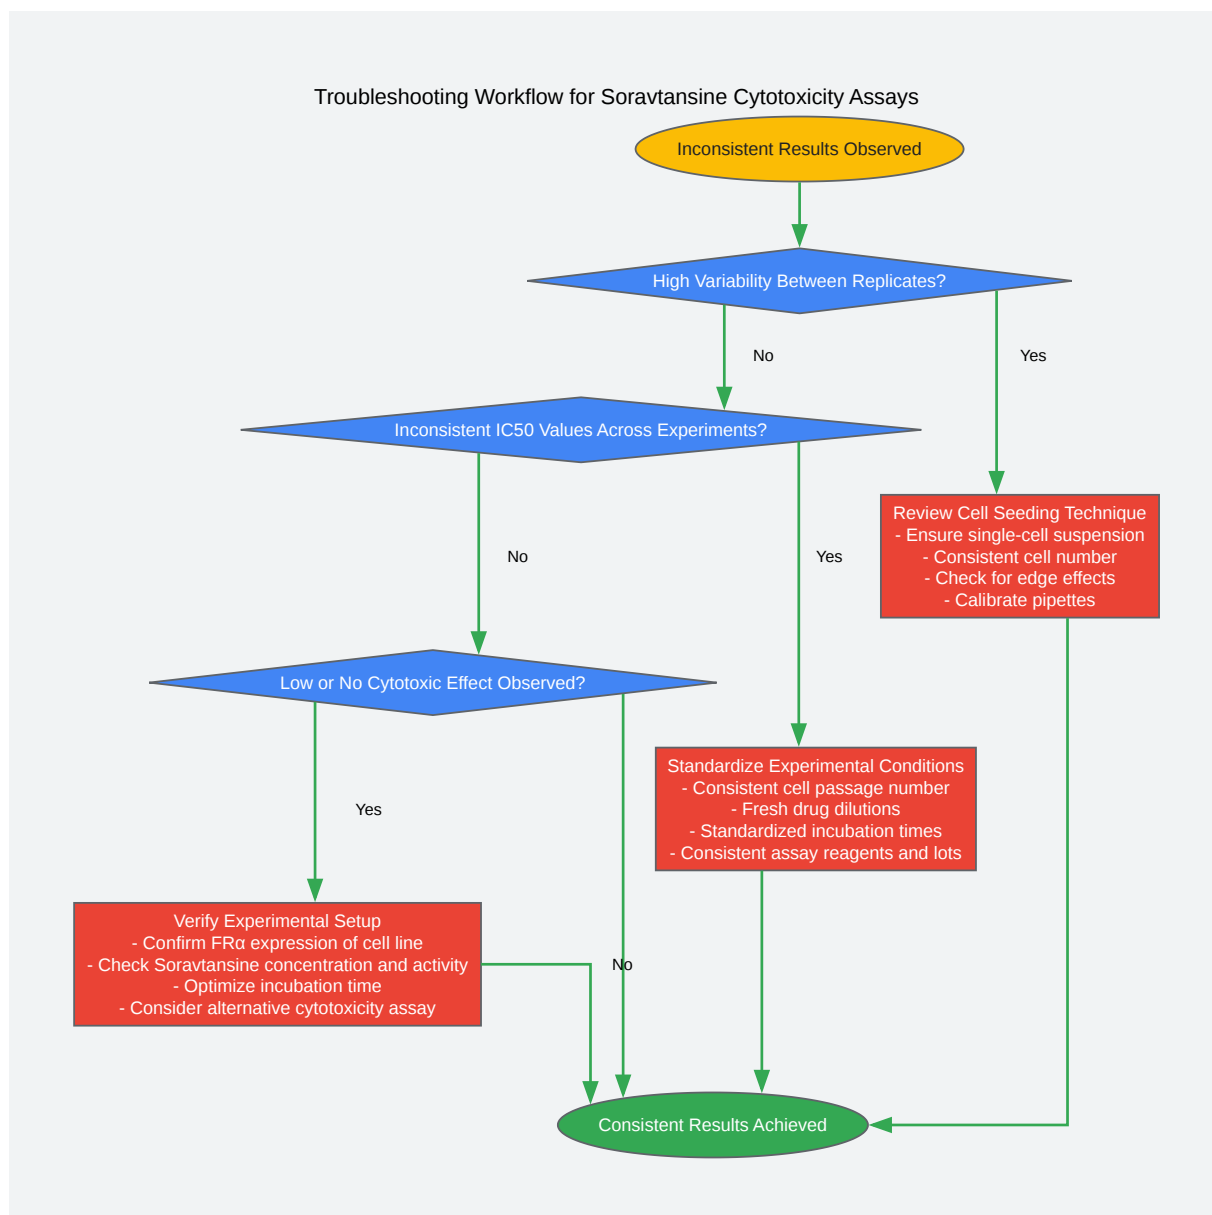 Troubleshooting Workflow for Soravtansine Cytotoxicity Assays
Inconsistent Results Observed
High Variability Between Replicates?
No
Yes
Inconsistent IC50 Values Across Experiments?
No
Yes
Review Cell Seeding Technique
- Ensure single-cell suspension
- Consistent cell number
- Check for edge effects
- Calibrate pipettes
Low or No Cytotoxic Effect Observed?
Yes
No
Standardize Experimental Conditions
- Consistent cell passage number
- Fresh drug dilutions
- Standardized incubation times
- Consistent assay reagents and lots
Verify Experimental Setup
- Confirm FRα expression of cell line
- Check Soravtansine concentration and activity
- Optimize incubation time
- Consider alternative cytotoxicity assay
Consistent Results Achieved